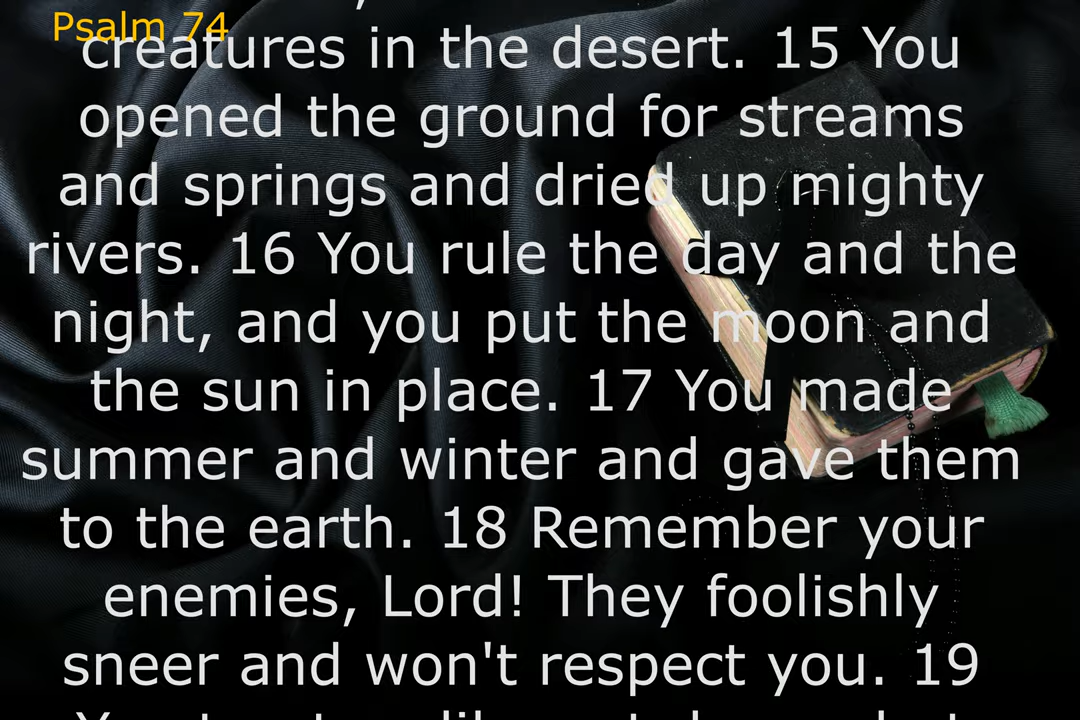 Psalm 74
creatures in the desert. 15 You
opened the ground for streams
and springs and dried up mighty
rivers. 16 You rule the day and the
night, and you put the moon and
the sun in place. 17 You made
summer and winter and gave them
to the earth. 18 Remember your
enemies, Lord! They foolishly
sneer and won't respect you. 19